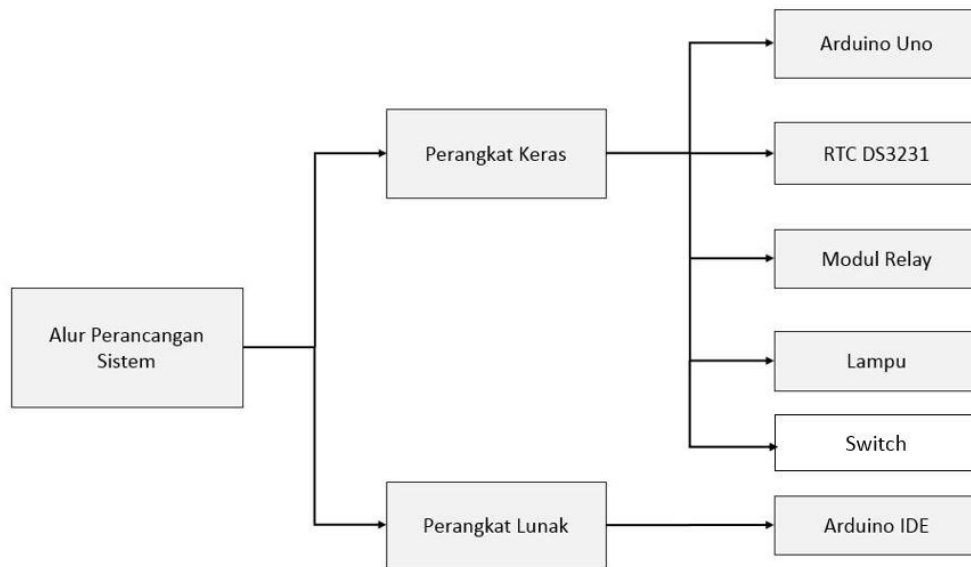 Arduino Uno
Perangkat Keras
RTC DS3231
Modul Relay
Alur Perancangan
Sistem
Lampu
Switch
Perangkat Lunak
Arduino IDE